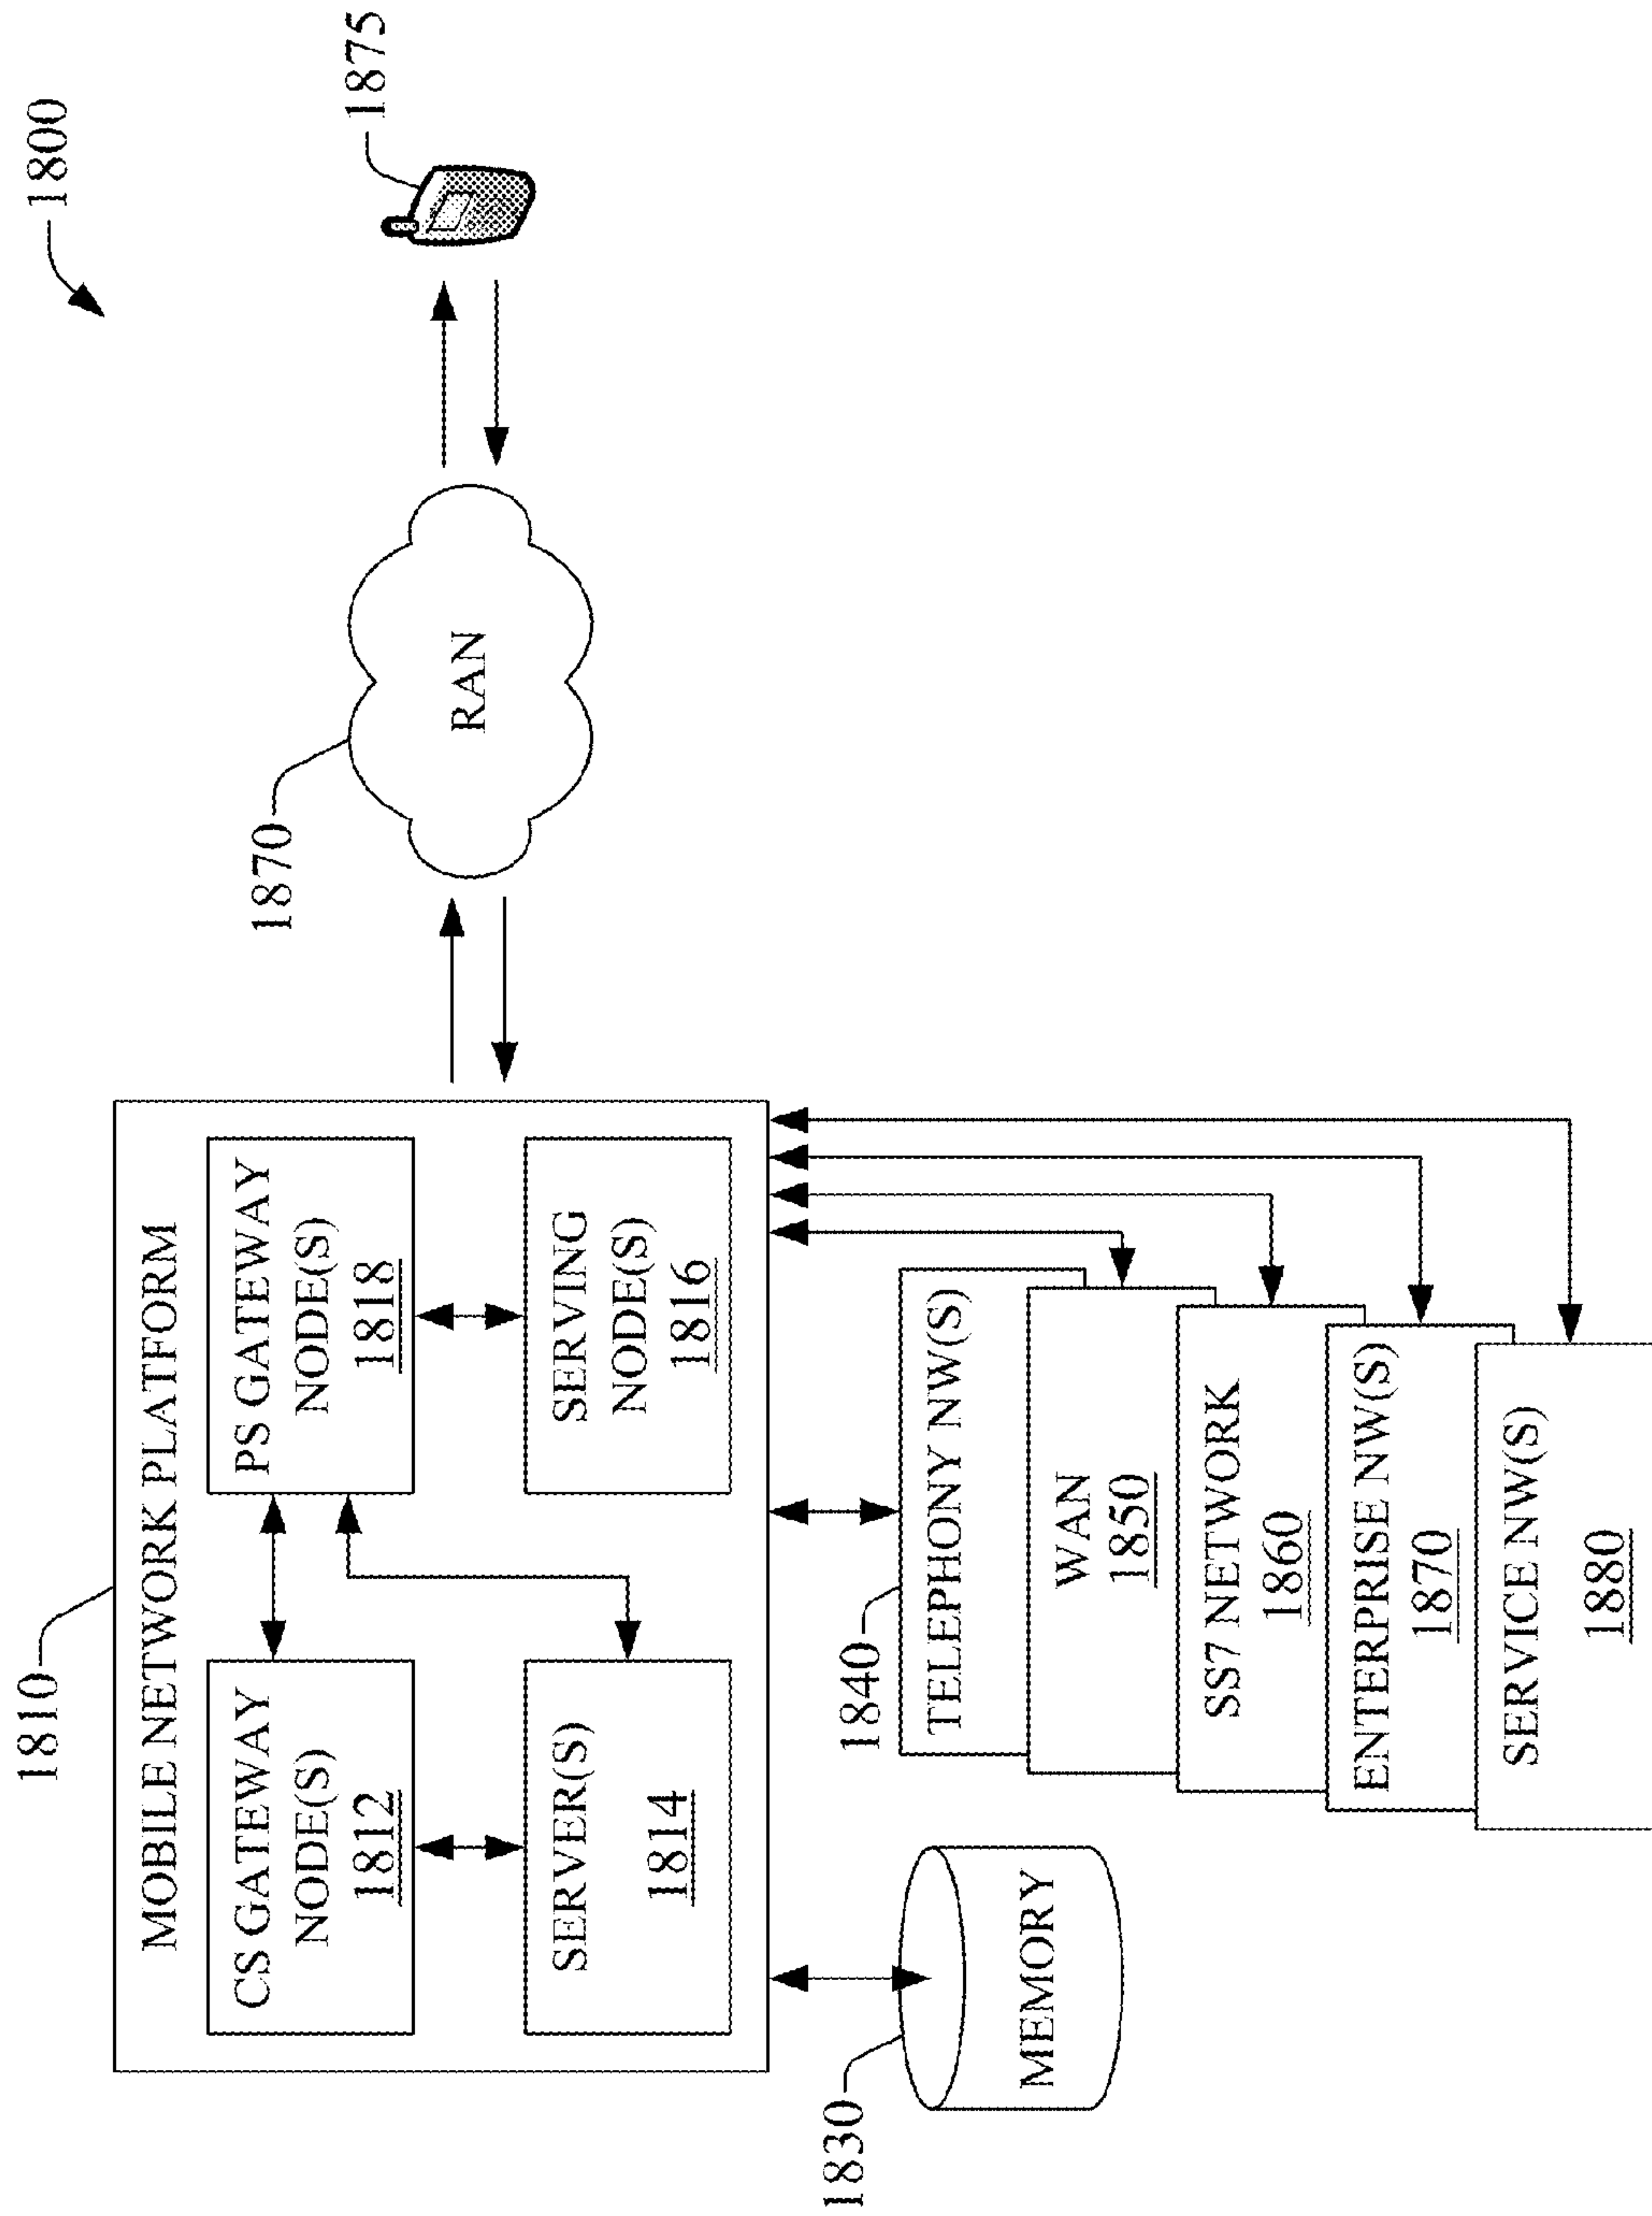 1800
1810
MOBILE NETWORK PLATFORM
CS GATEWAY
NODE(S)
1812
PS GATEWAY
NODE(S)
1818
SERVER(S)
1814
SERVING
NODE(S)
1816
1870
RAN
1875
1830
MEMORY
1840
TELEPHONY NW(S)
WAN
1850
SS7 NETWORK
1860
ENTERPRISE NW(S)
1870
SERVICE NW(S)
1880